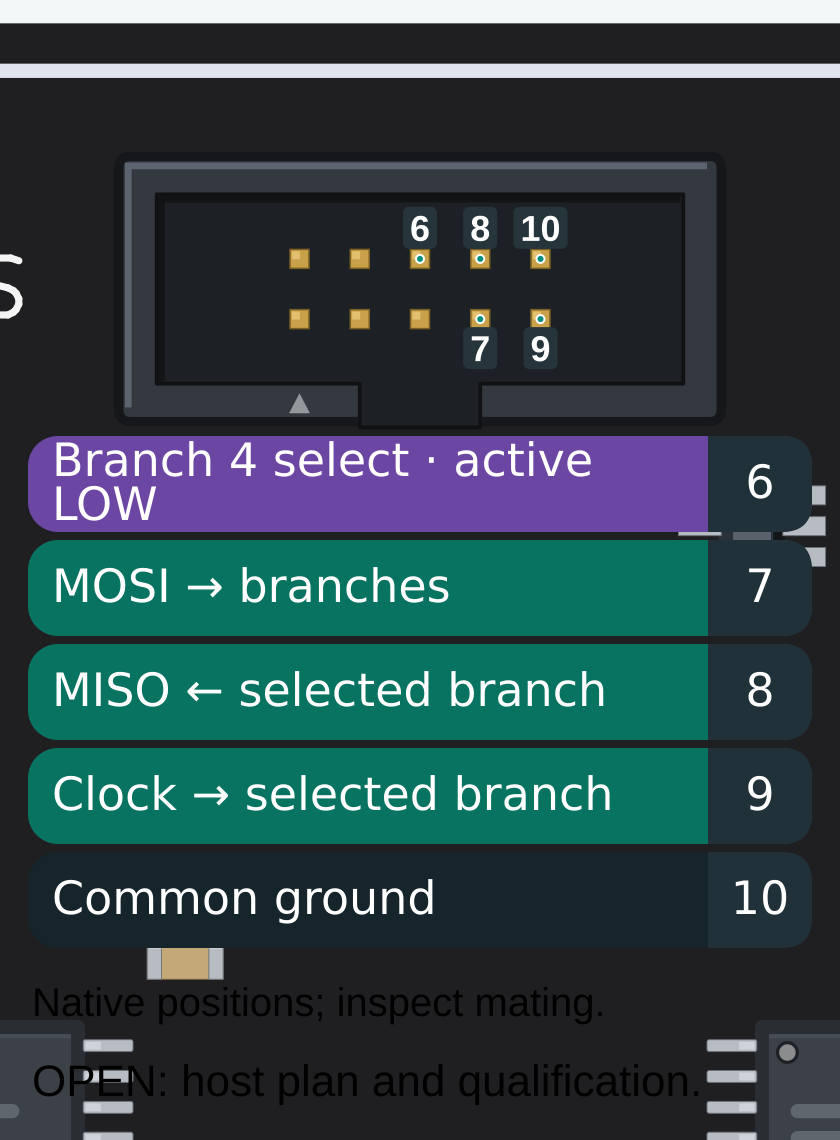 6 8 10
S
7 9
Branch 4 select · active
LOW
6
MOSI → branches 7
MISO ← selected branch 8
Clock → selected branch 9
Common ground 10
Native positions; inspect mating.
OPEN: host plan and qualification.